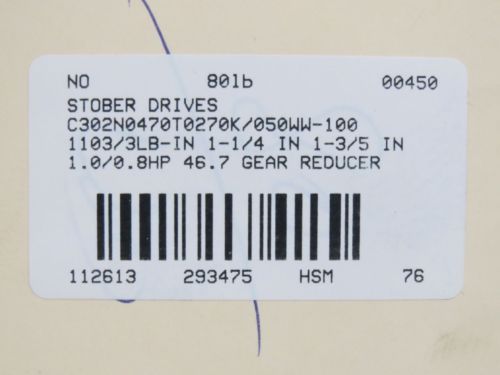 NO 801b 00450
STOBER DRIVES
C302N0470T0270K/050WW-100
1103/3LB-IN 1-1/4 IN 1-3/5 IN
1.0/0.8HP 46.7 GEAR REDUCER
112613 293475 HSM 76